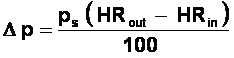 Δ p = p_s ( HR_out − HR_in ) / 100